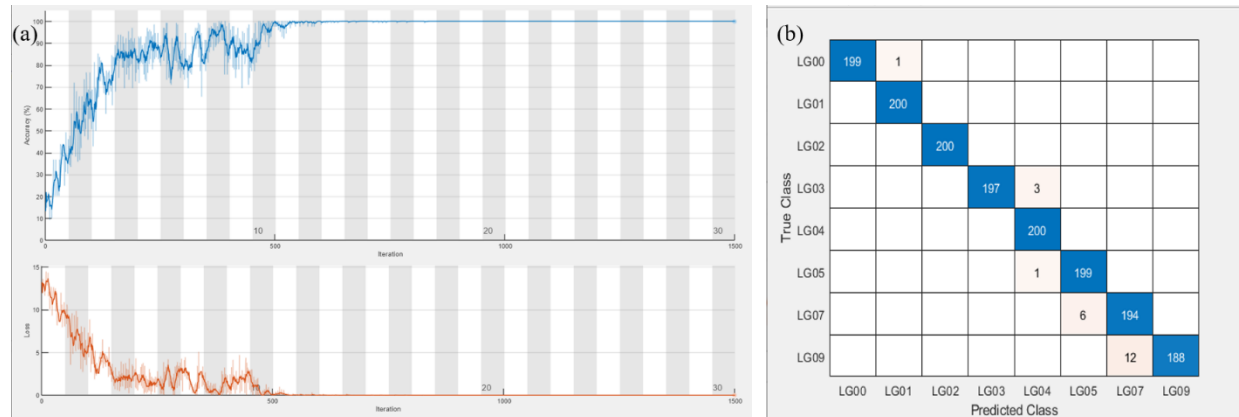 (a)
100
90
80
70
60
50
40
30
20
10
0
Accuracy (%)
10
20
30
0
500
1000
1500
Iteration
15
10
5
0
Loss
10
20
30
0
500
1000
1500
Iteration
(b)
True Class
LG00 199 1
LG01 200
LG02 200
LG03 197 3
LG04 200
LG05 1 199
LG07 6 194
LG09 12 188
LG00 LG01 LG02 LG03 LG04 LG05 LG07 LG09
Predicted Class